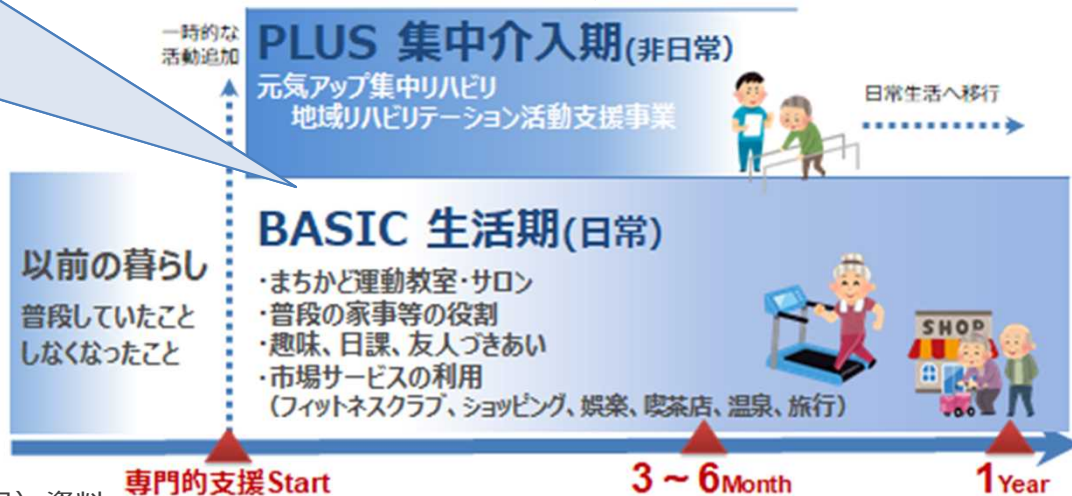 一時的な
活動追加
PLUS 集中介入期(非日常)
元気アップ集中リハビリ
地域リハビリテーション活動支援事業
日常生活へ移行
以前の暮らし
普段していたこと
しなくなったこと
BASIC 生活期(日常)
・まちかど運動教室・サロン
・普段の家事等の役割
・趣味、日課、友人づきあい
・市場サービスの利用
(フィットネスクラブ、ショッピング、娯楽、喫茶店、温泉、旅行)
SHOP
専門的支援Start
3～6Month
1Year
資料